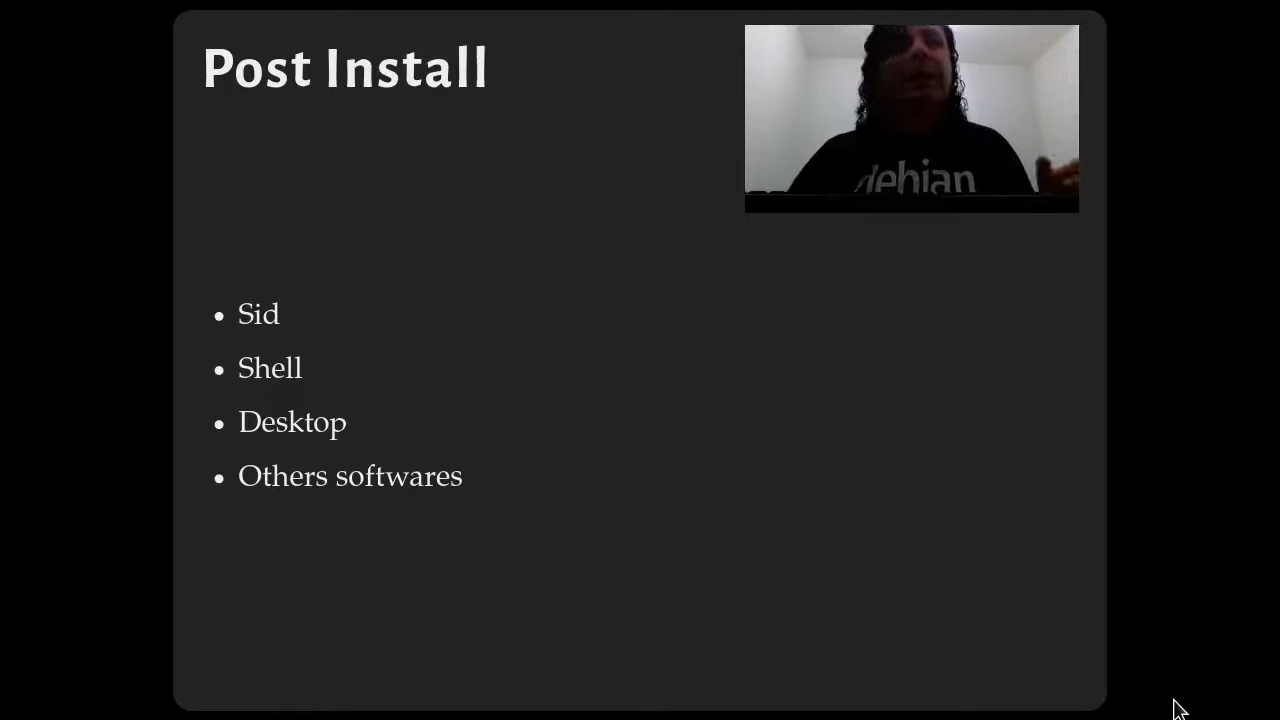 Post Install
debian
Sid
Shell
Desktop
Others softwares